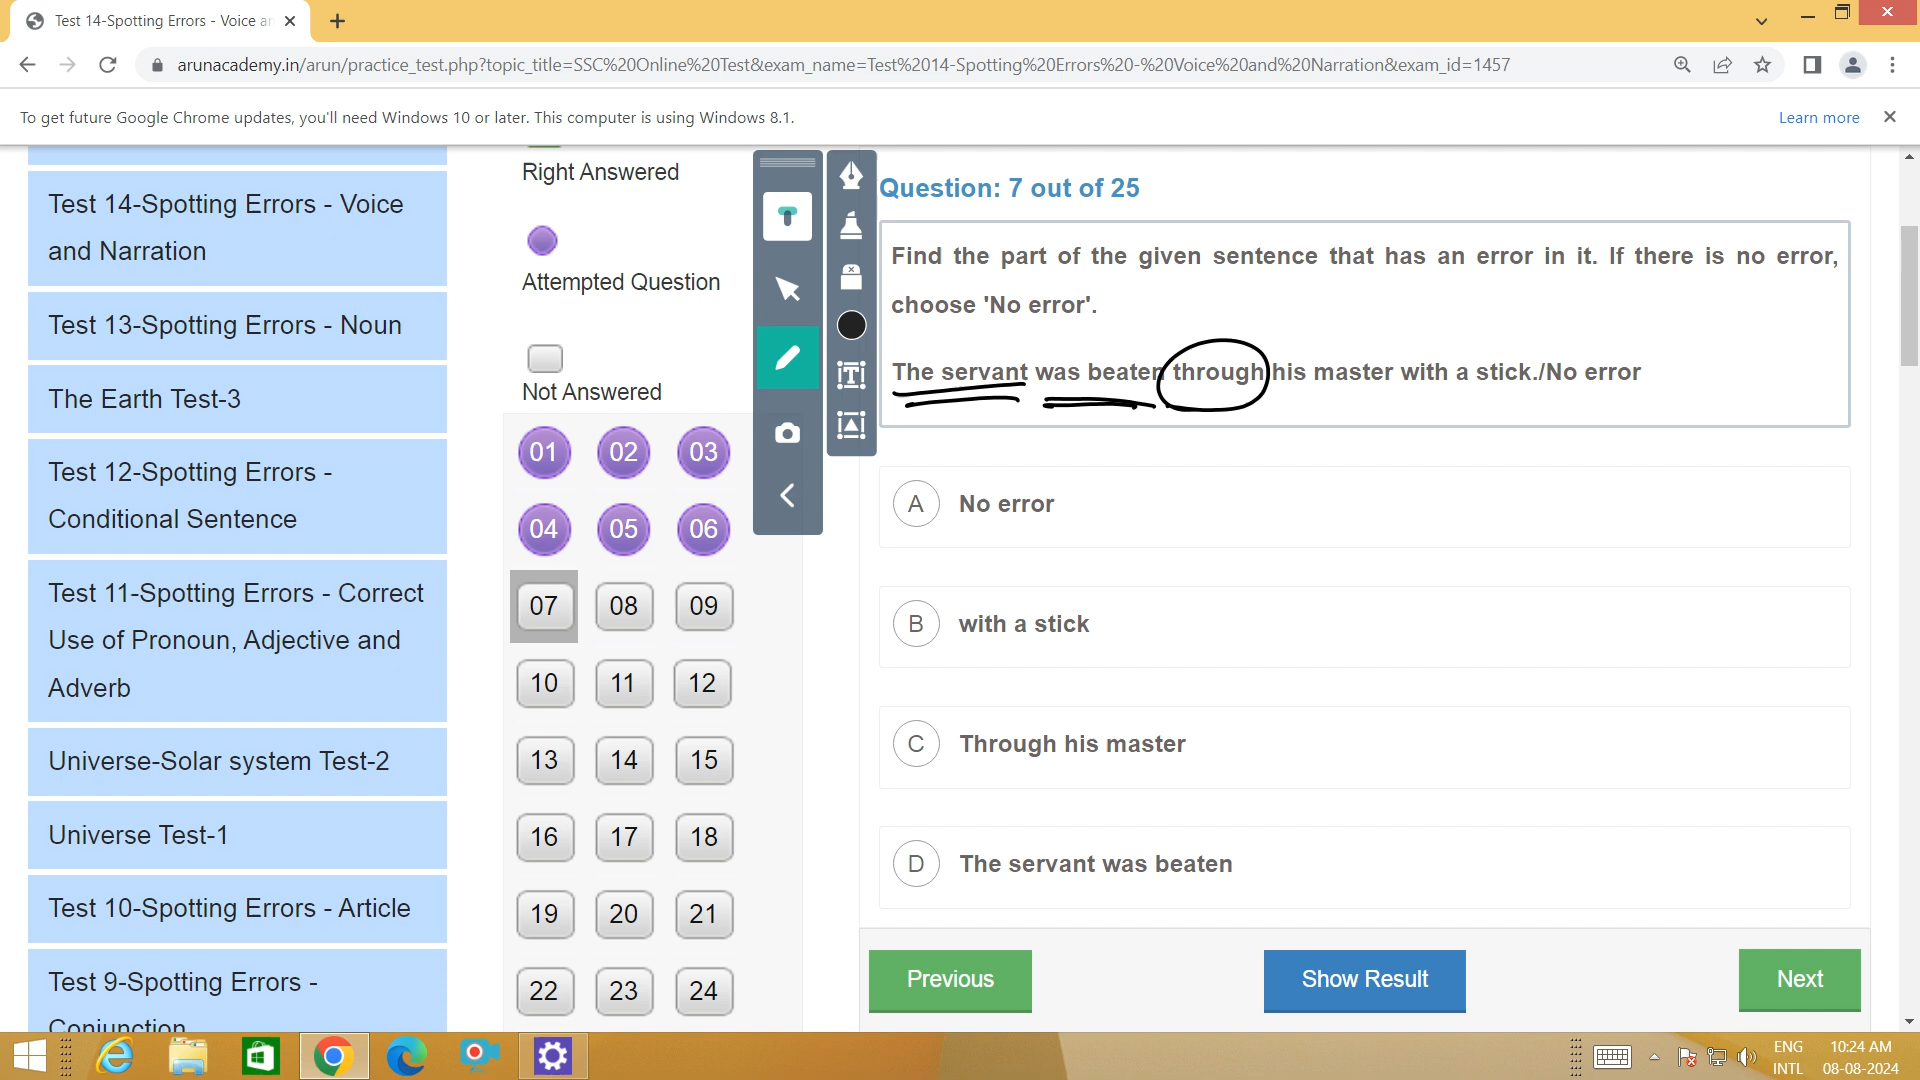 Test 14-Spotting Errors - Voice an
arunacademy.in/arun/practice_test.php?topic_title=SSC%20Online%20Test&exam_name=Test%2014-Spotting%20Errors%20-%20Voice%20and%20Narration&exam_id=1457
To get future Google Chrome updates, you'll need Windows 10 or later. This computer is using Windows 8.1.
Learn more
Test 14-Spotting Errors - Voice
and Narration
Test 13-Spotting Errors - Noun
The Earth Test-3
Test 12-Spotting Errors -
Conditional Sentence
Test 11-Spotting Errors - Correct
Use of Pronoun, Adjective and
Adverb
Universe-Solar system Test-2
Universe Test-1
Test 10-Spotting Errors - Article
Test 9-Spotting Errors -
Conjunction
Right Answered
Attempted Question
Not Answered
01 02 03
04 05 06
07 08 09
10 11 12
13 14 15
16 17 18
19 20 21
22 23 24
Question: 7 out of 25
Find the part of the given sentence that has an error in it. If there is no error,
choose 'No error'.
The servant was beaten through his master with a stick./No error
A No error
B with a stick
C Through his master
D The servant was beaten
Previous
Show Result
Next
ENG
INTL
10:24 AM
08-08-2024